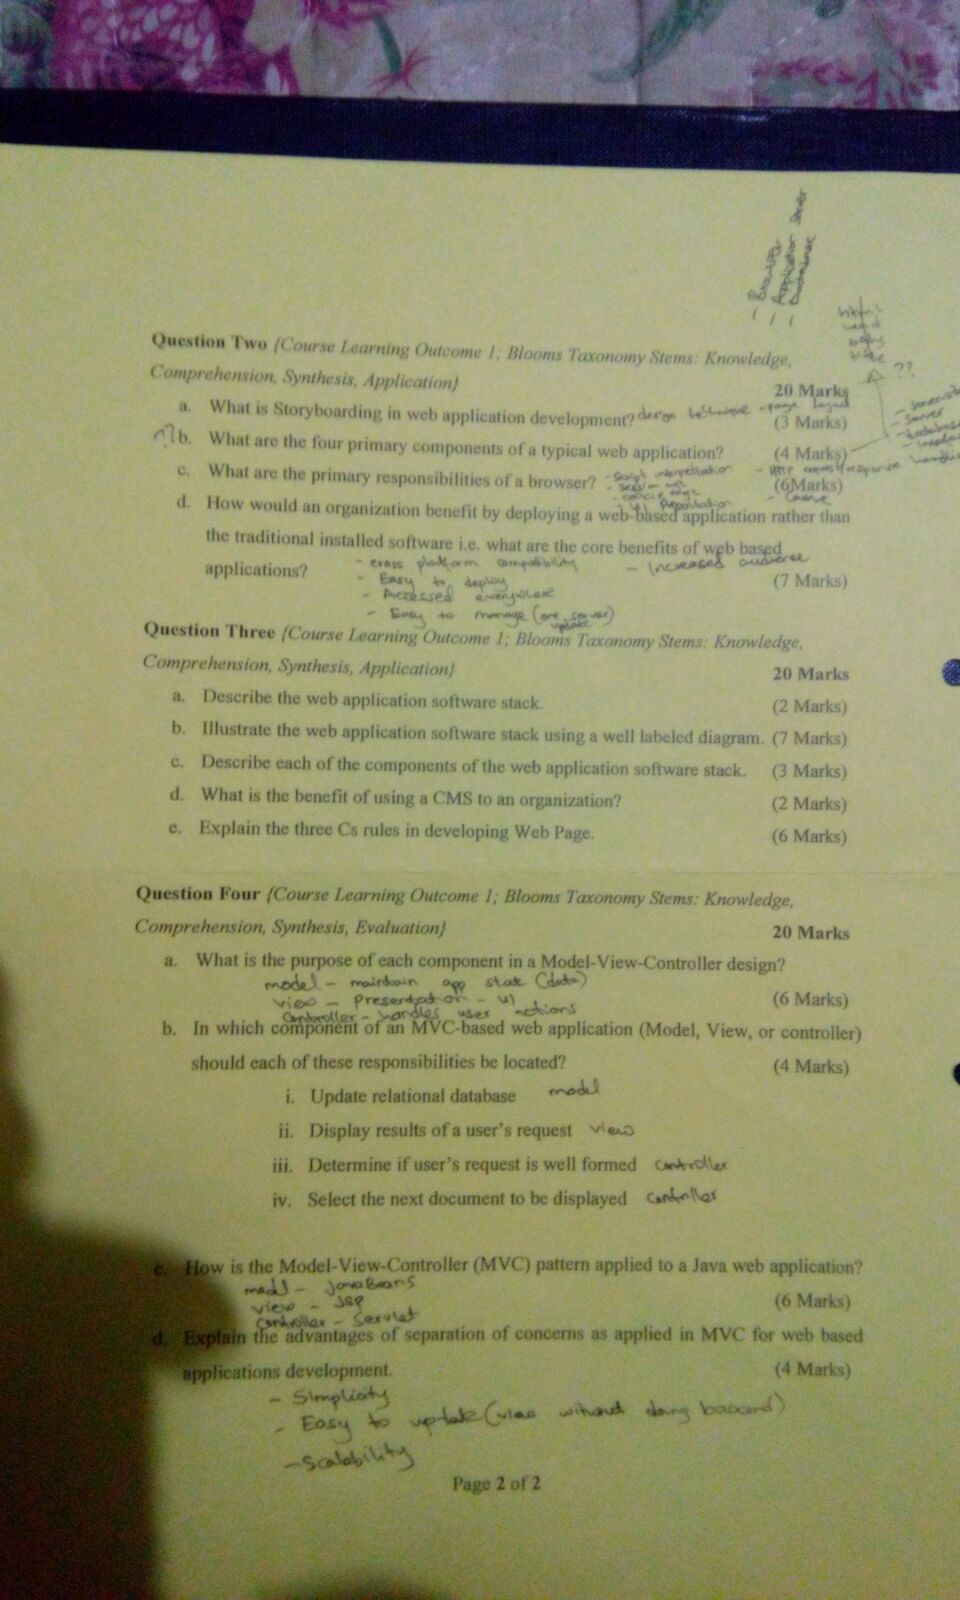 Browser
Application Server
Database
Question Two {Course Learning Outcome 1; Blooms Taxonomy Stems: Knowledge,
Comprehension, Synthesis, Application}
20 Marks
??
a. What is Storyboarding in web application development? design technique - page layout
(3 Marks)
?? b. What are the four primary components of a typical web application?
(4 Marks)
- Server
- database
c. What are the primary responsibilities of a browser? - Script interpretation
- HTTP request/response handling
(6Marks)
- UI Presentation
d. How would an organization benefit by deploying a web-based application rather than
the traditional installed software i.e. what are the core benefits of web based
applications?
- cross platform compatibility
- Increased audience
- Easy to deploy
(7 Marks)
- Accessed everywhere
- Easy to manage (one server update)
Question Three {Course Learning Outcome 1; Blooms Taxonomy Stems: Knowledge,
Comprehension, Synthesis, Application}
20 Marks
a. Describe the web application software stack.
(2 Marks)
b. Illustrate the web application software stack using a well labeled diagram. (7 Marks)
c. Describe each of the components of the web application software stack. (3 Marks)
d. What is the benefit of using a CMS to an organization?
(2 Marks)
e. Explain the three Cs rules in developing Web Page.
(6 Marks)
Question Four {Course Learning Outcome 1; Blooms Taxonomy Stems: Knowledge,
Comprehension, Synthesis, Evaluation}
20 Marks
a. What is the purpose of each component in a Model-View-Controller design?
model - maintain app state (data)
view - presentation - UI
(6 Marks)
Controller - handles user actions
b. In which component of an MVC-based web application (Model, View, or controller)
should each of these responsibilities be located?
(4 Marks)
i. Update relational database model
ii. Display results of a user's request view
iii. Determine if user's request is well formed controller
iv. Select the next document to be displayed controller
c. How is the Model-View-Controller (MVC) pattern applied to a Java web application?
model - JavaBeans
view - JSP
(6 Marks)
Controller - Servlet
d. Explain the advantages of separation of concerns as applied in MVC for web based
applications development.
(4 Marks)
- Simplicity
- Easy to update (view without doing backend)
- Scalability
Page 2 of 2